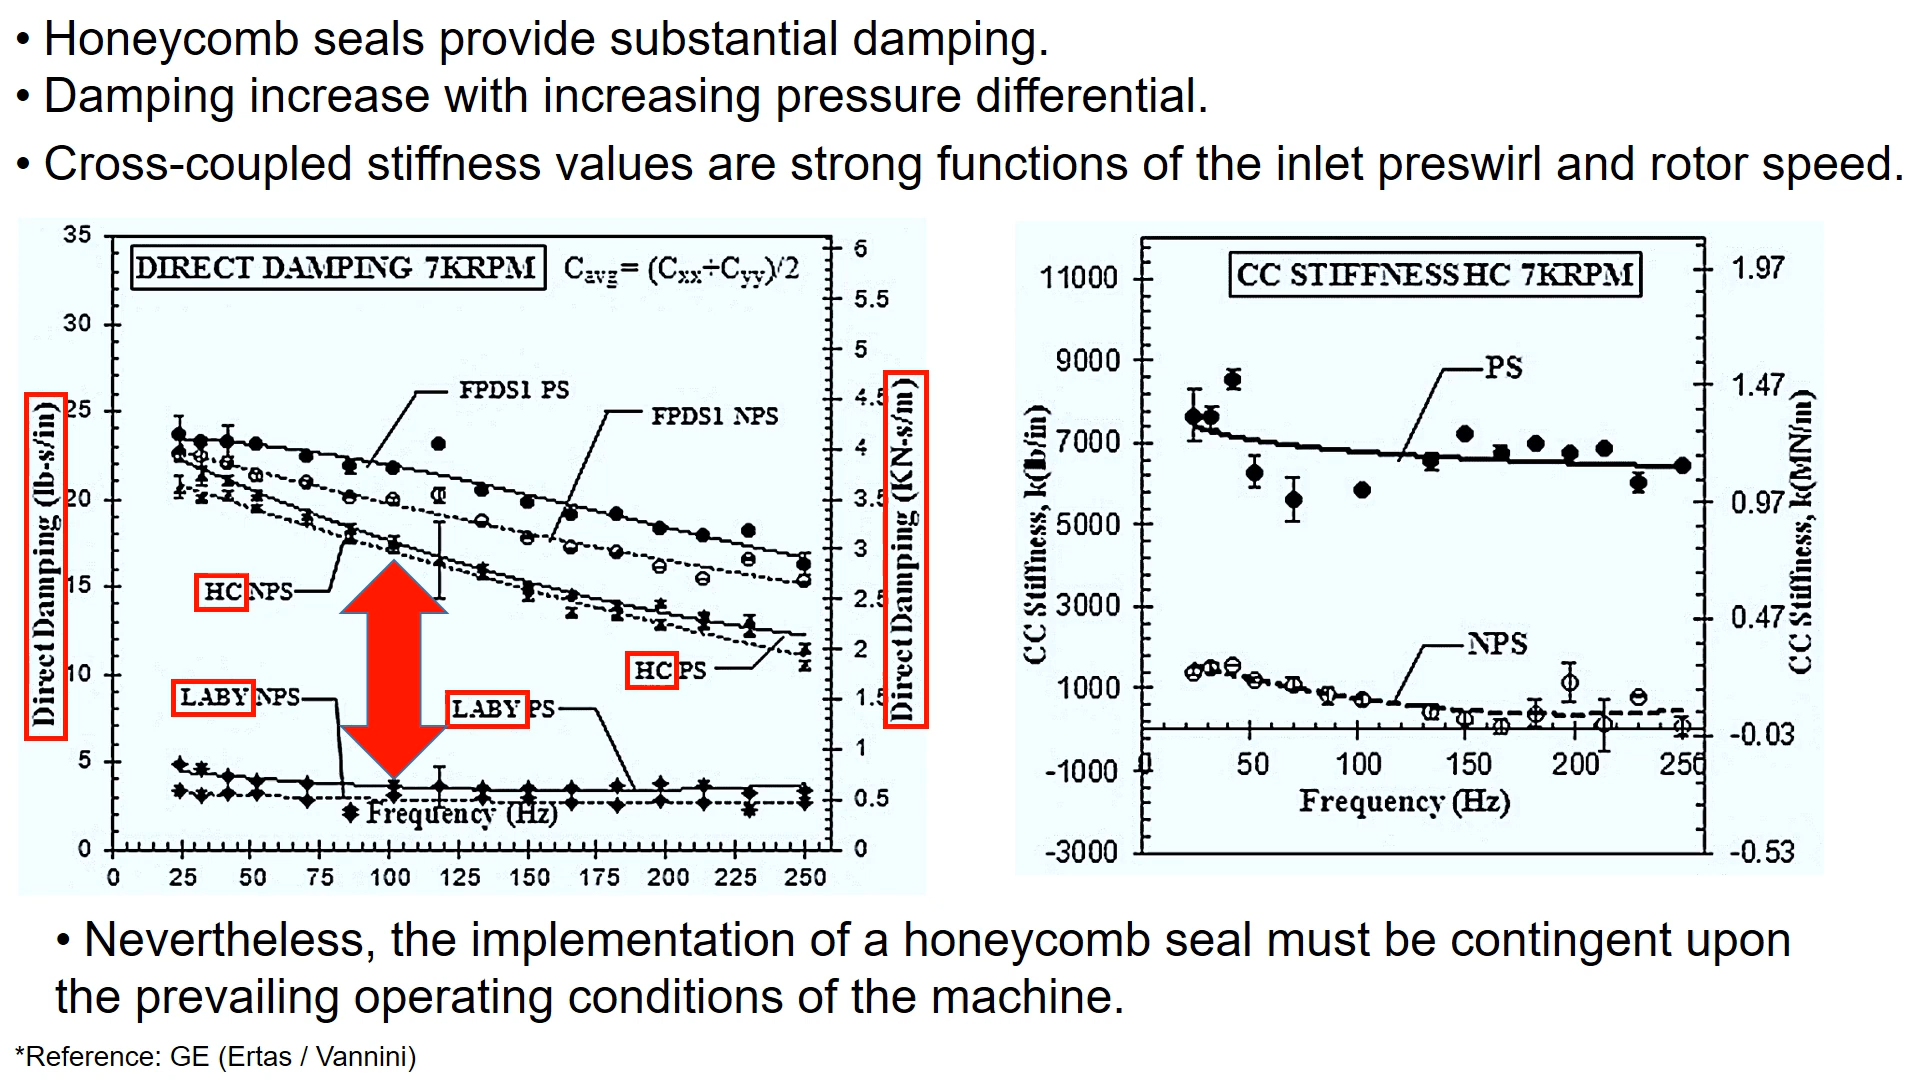 • Honeycomb seals provide substantial damping.
• Damping increase with increasing pressure differential.
• Cross-coupled stiffness values are strong functions of the inlet preswirl and rotor speed.
DIRECT DAMPING 7KRPM
Cavg = (Cxx+Cyy)/2
Direct Damping (lb-s/in)
35
30
25
20
15
10
5
0
FPDS1 PS
FPDS1 NPS
HC NPS
HC PS
LABY NPS
LABY PS
Frequency (Hz)
0 25 50 75 100 125 150 175 200 225 250
6
5.5
5
4.5
4
3.5
3
2.5
2
1.5
1
0.5
0
Direct Damping (KN-s/m)
CC STIFFNESS HC 7KRPM
CC Stiffness, k(lb/in)
11000
9000
7000
5000
3000
1000
-1000
-3000
PS
NPS
0 50 100 150 200 250
Frequency (Hz)
1.97
1.47
0.97
0.47
-0.03
-0.53
CC Stiffness, k(MN/m)
• Nevertheless, the implementation of a honeycomb seal must be contingent upon
the prevailing operating conditions of the machine.
*Reference: GE (Ertas / Vannini)